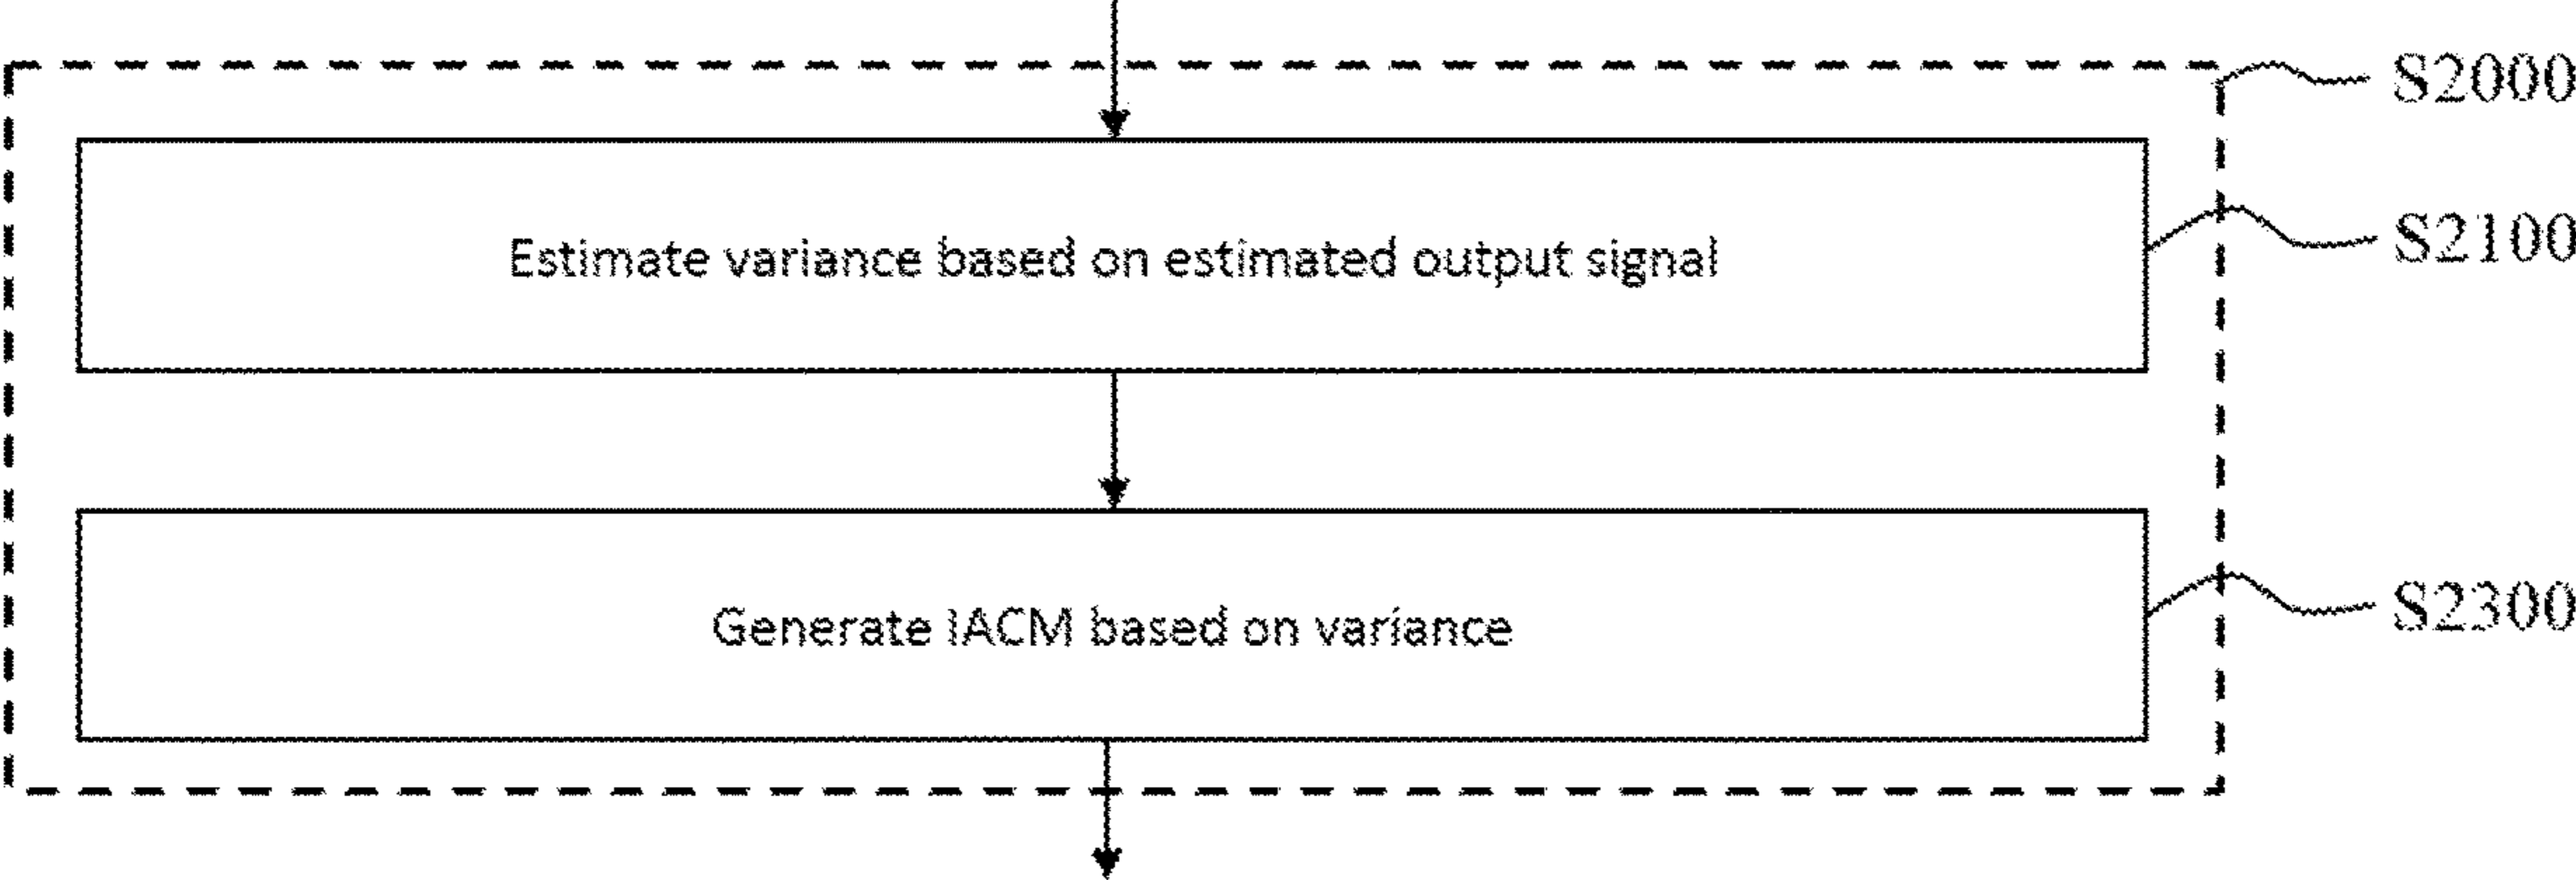 S2000
Estimate variance based on estimated output signal
S2100
Generate IACM based on variance
S2300